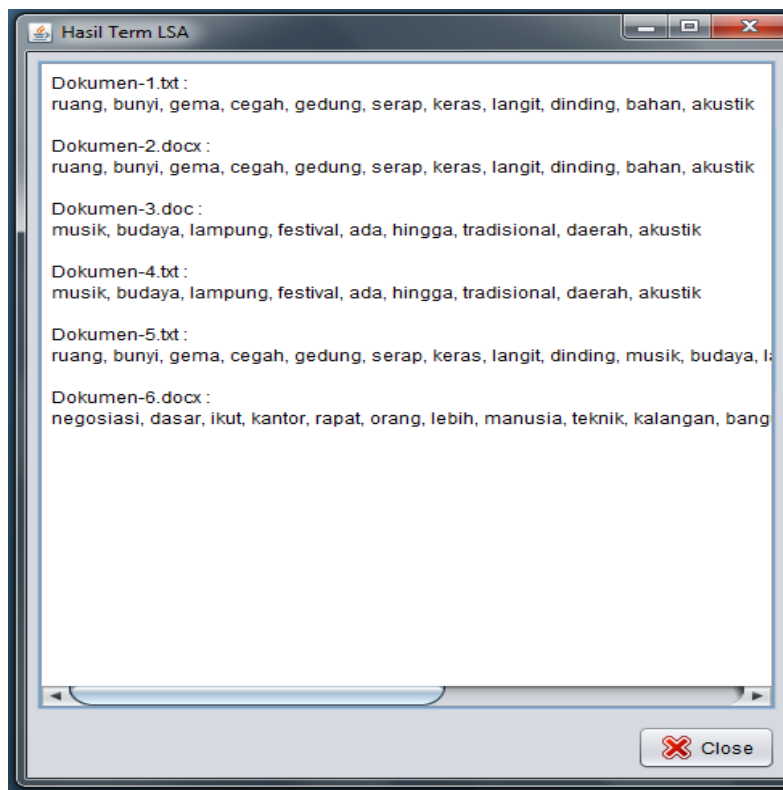 Hasil Term LSA
Dokumen-1.txt :
ruang, bunyi, gema, cegah, gedung, serap, keras, langit, dinding, bahan, akustik
Dokumen-2.docx :
ruang, bunyi, gema, cegah, gedung, serap, keras, langit, dinding, bahan, akustik
Dokumen-3.doc :
musik, budaya, lampung, festival, ada, hingga, tradisional, daerah, akustik
Dokumen-4.txt :
musik, budaya, lampung, festival, ada, hingga, tradisional, daerah, akustik
Dokumen-5.txt :
ruang, bunyi, gema, cegah, gedung, serap, keras, langit, dinding, musik, budaya,
Dokumen-6.docx :
negosiasi, dasar, ikut, kantor, rapat, orang, lebih, manusia, teknik, kalangan,
Close